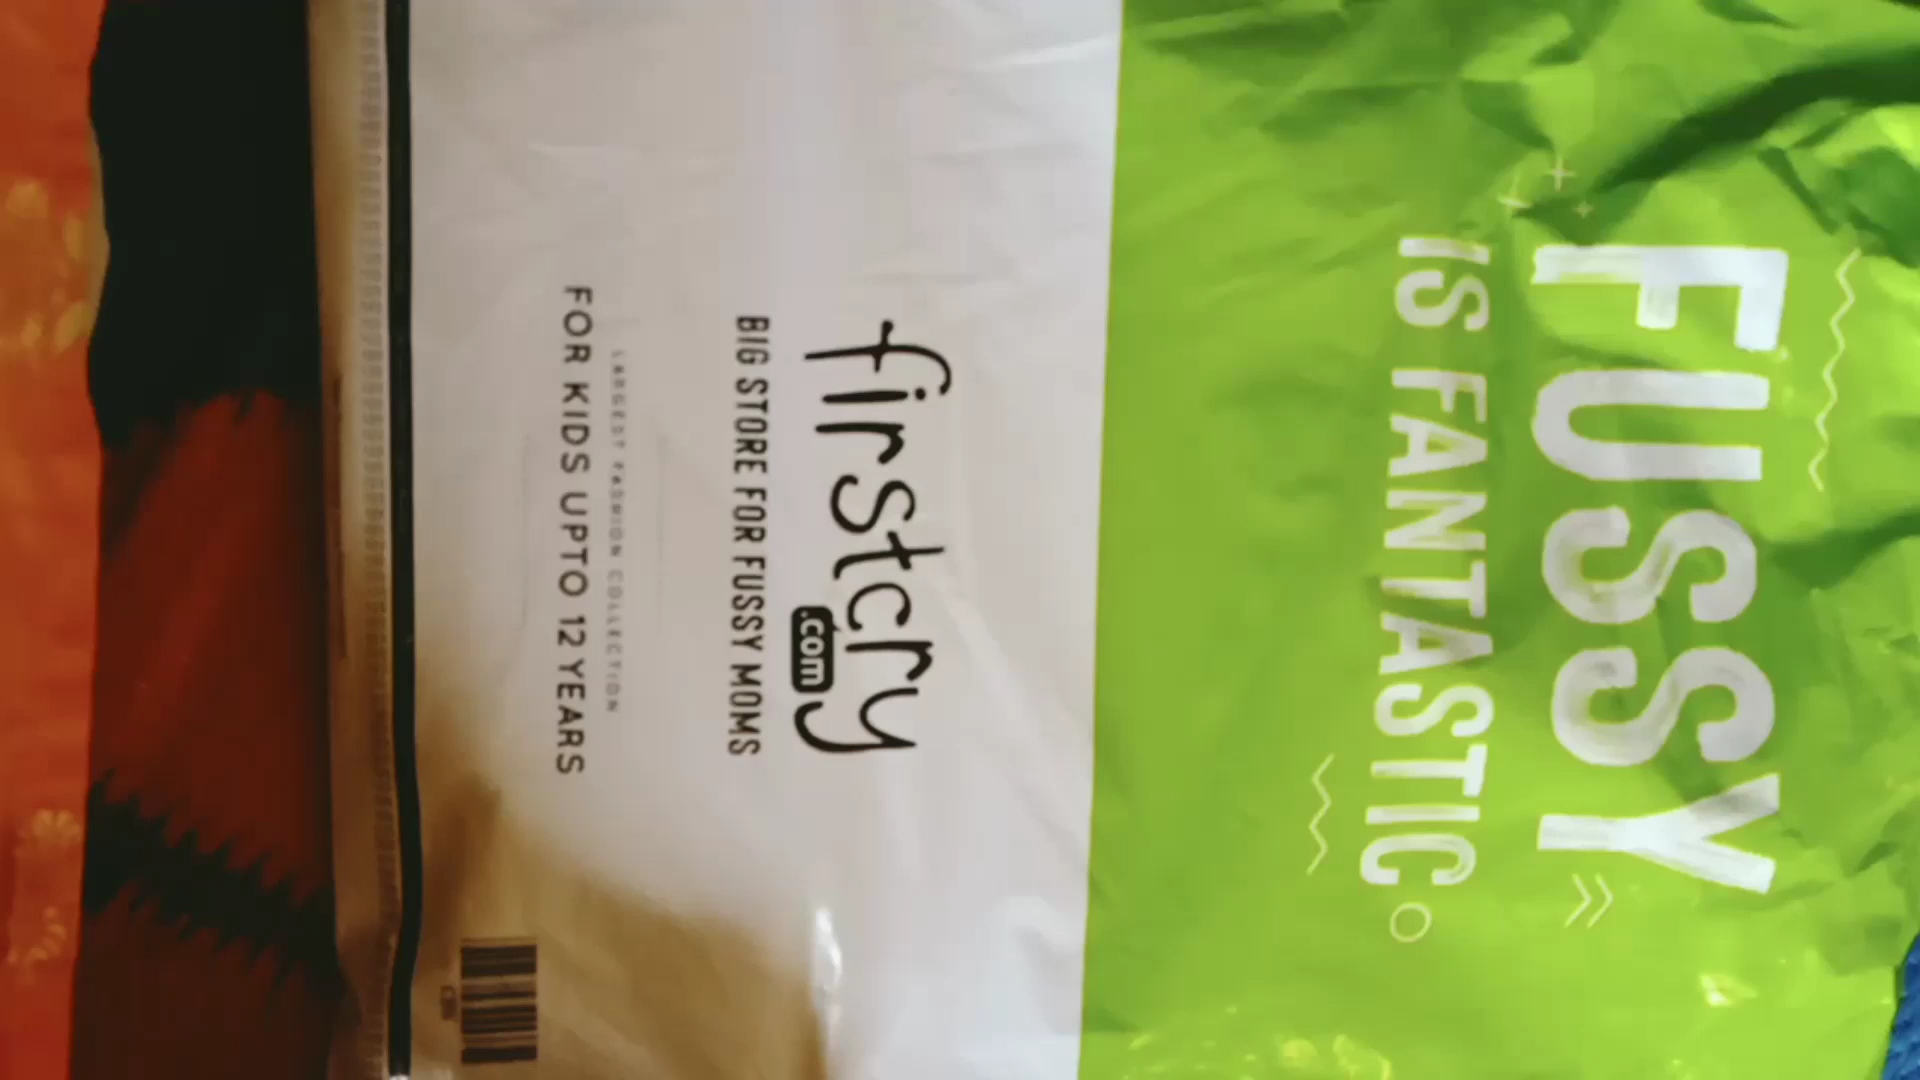 FUSSY
IS FANTASTIC
firstcry
.com
BIG STORE FOR FUSSY MOMS
LARGEST FASHION COLLECTION
FOR KIDS UPTO 12 YEARS